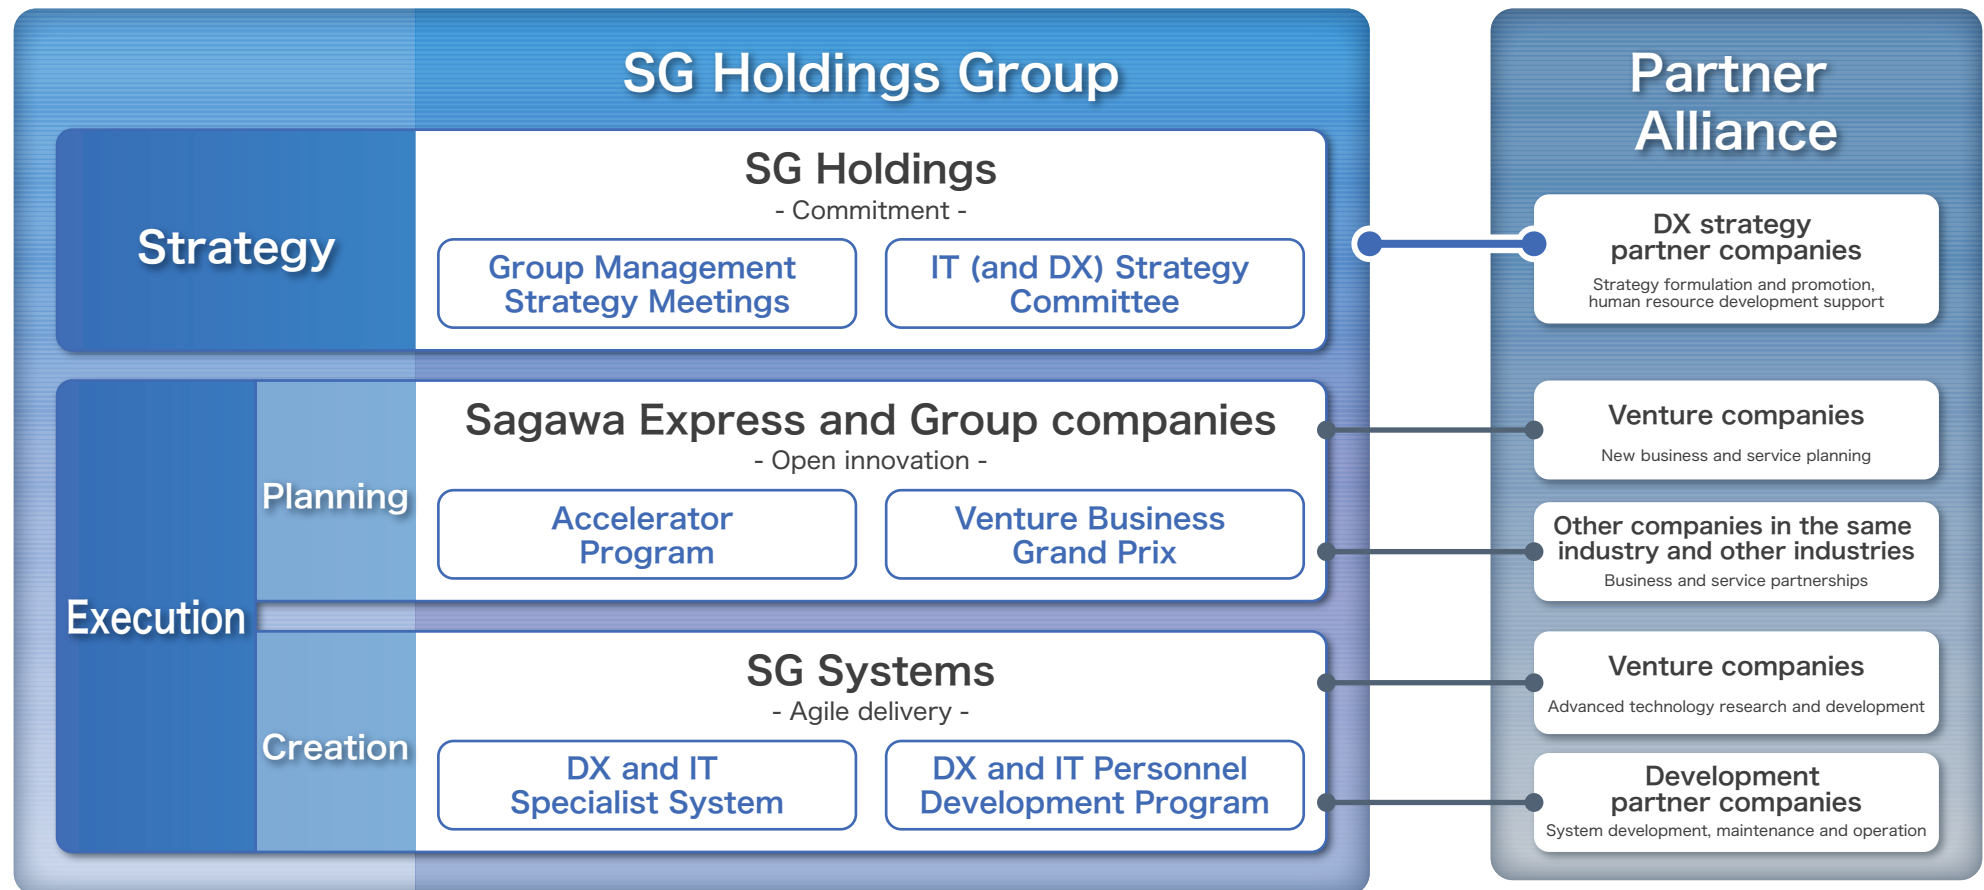 SG Holdings Group
Strategy
SG Holdings
- Commitment -
Group Management
Strategy Meetings
IT (and DX) Strategy
Committee
Execution
Planning
Sagawa Express and Group companies
- Open innovation -
Accelerator
Program
Venture Business
Grand Prix
Creation
SG Systems
- Agile delivery -
DX and IT
Specialist System
DX and IT Personnel
Development Program
Partner
Alliance
DX strategy
partner companies
Strategy formulation and promotion,
human resource development support
Venture companies
New business and service planning
Other companies in the same
industry and other industries
Business and service partnerships
Venture companies
Advanced technology research and development
Development
partner companies
System development, maintenance and operation